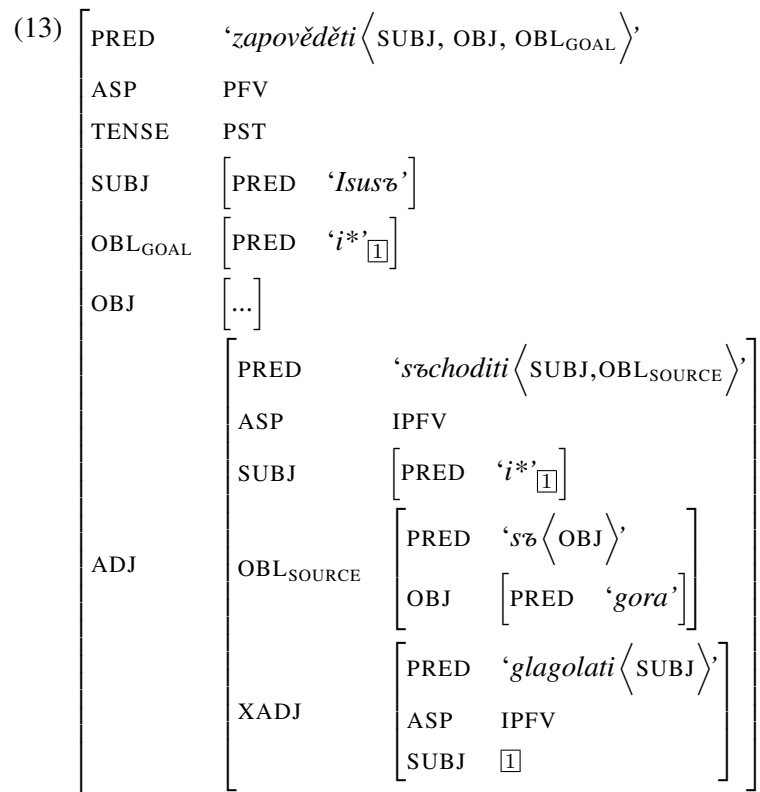 (13)
PRED ‘zapověděti⟨SUBJ, OBJ, OBL_GOAL⟩’
ASP PFV
TENSE PST
SUBJ [PRED ‘Isusъ’]
OBL_GOAL [PRED ‘i*’[1]]
OBJ [...]
PRED ‘sъchoditi⟨SUBJ,OBL_SOURCE⟩’
ASP IPFV
SUBJ [PRED ‘i*’[1]]
PRED ‘sъ⟨OBJ⟩’
ADJ OBL_SOURCE
OBJ [PRED ‘gora’]
PRED ‘glagolati⟨SUBJ⟩’
XADJ ASP IPFV
SUBJ [1]